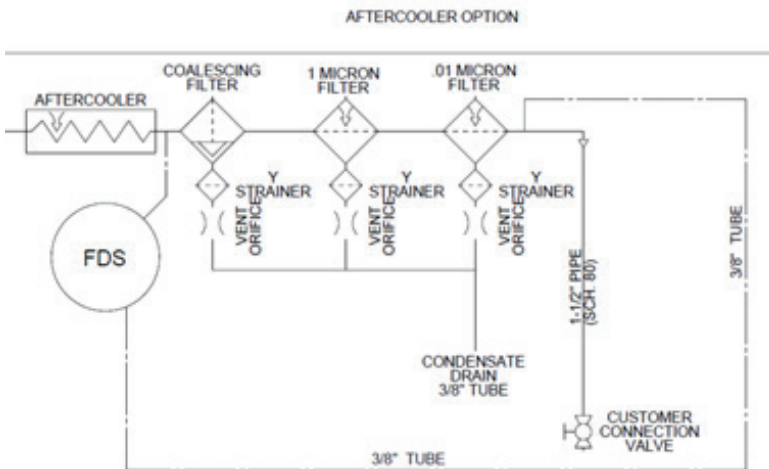 AFTERCOOLER OPTION
COALESCING
FILTER
1 MICRON
FILTER
.01 MICRON
FILTER
AFTERCOOLER
Y
STRAINER
Y
STRAINER
Y
STRAINER
VENT
ORIFICE
VENT
ORIFICE
VENT
ORIFICE
FDS
1-1/2" PIPE
(SCH. 80)
3/8" TUBE
CONDENSATE
DRAIN
3/8" TUBE
CUSTOMER
CONNECTION
VALVE
3/8" TUBE